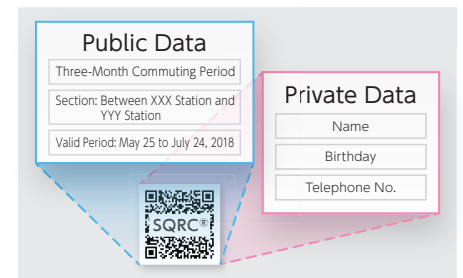 Public Data
Three-Month Commuting Period
Section: Between XXX Station and
YYY Station
Valid Period: May 25 to July 24, 2018
Private Data
Name
Birthday
Telephone No.
SQRC®